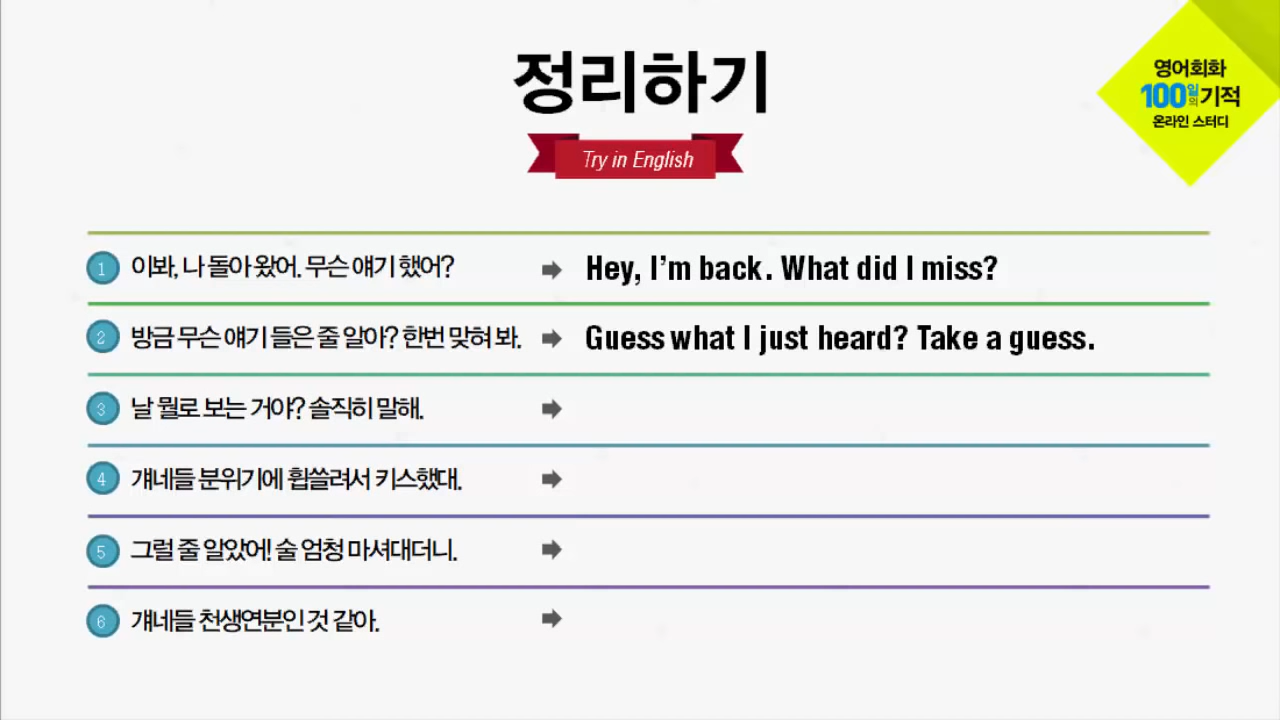 정리하기
Try in English
영어회화
100일의 기적
온라인 스터디
1 이봐, 나 돌아 왔어. 무슨 얘기 했어? Hey, I'm back. What did I miss?
2 방금 무슨 얘기 들은 줄 알아? 한번 맞혀 봐. Guess what I just heard? Take a guess.
3 날 뭘로 보는 거야? 솔직히 말해.
4 걔네들 분위기에 휩쓸려서 키스했대.
5 그럴 줄 알았어! 술 엄청 마셔대더니.
6 걔네들 천생연분인 것 같아.